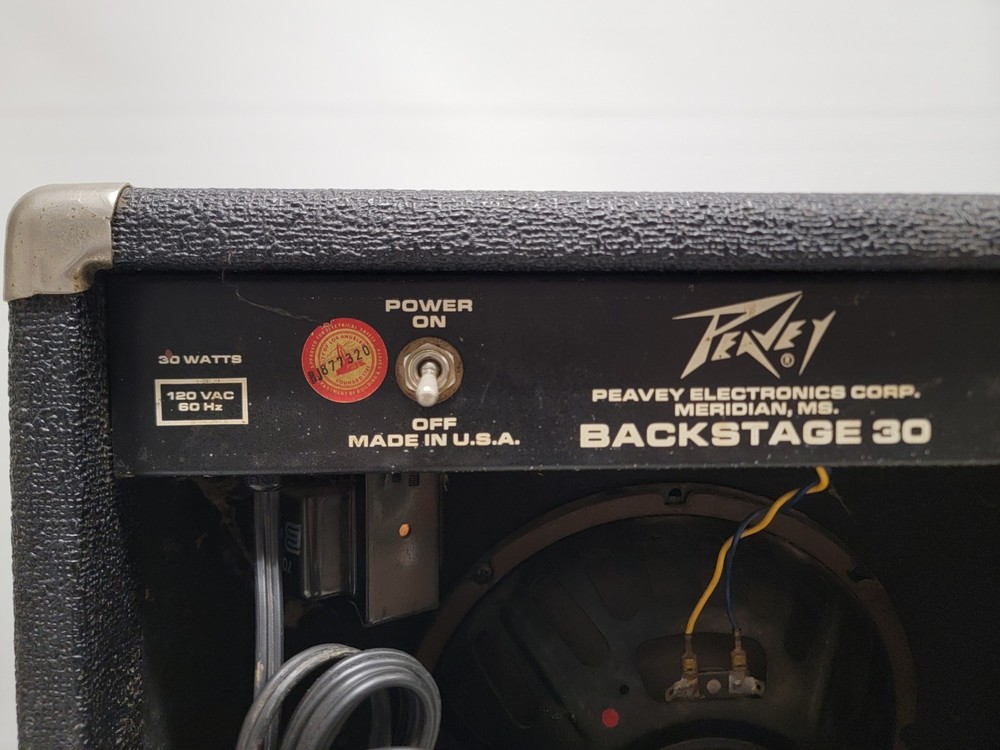 POWER
ON
30 WATTS
120 VAC
60 Hz
877320
OFF
MADE IN U.S.A.
PEAVEY®
PEAVEY ELECTRONICS CORP.
MERIDIAN, MS.
BACKSTAGE 30